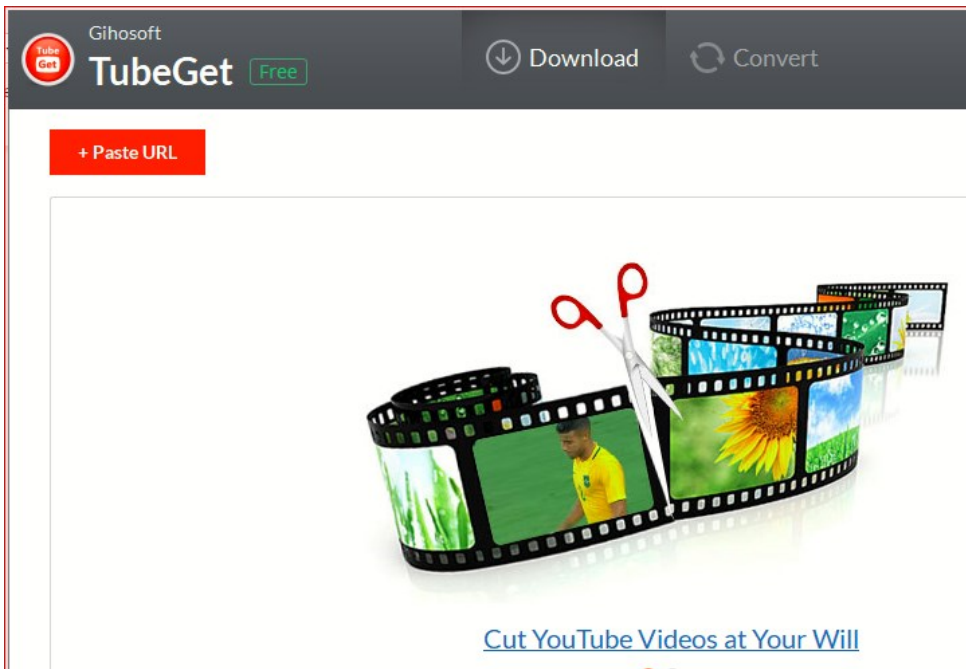 Gihosoft
Tube
Get
TubeGet Free
Download
Convert
+ Paste URL
Cut YouTube Videos at Your Will